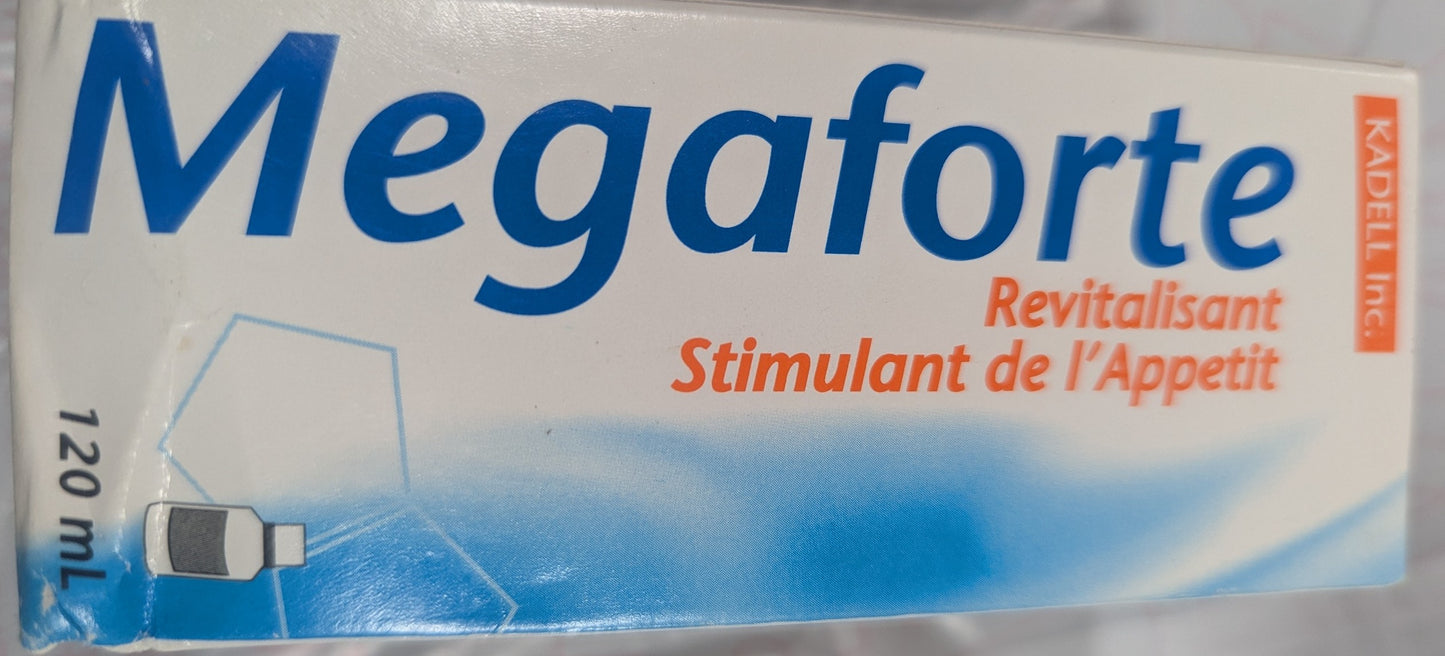 Megaforte
Revitalisant
Stimulant de l'Appetit
KADELL Inc.
120 mL